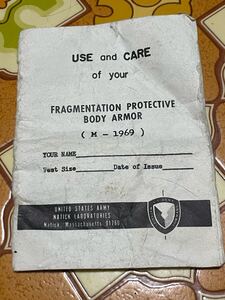 USE and CARE
of your
FRAGMENTATION PROTECTIVE
BODY ARMOR
( M - 1969 )
YOUR NAME
Vest Size Date of Issue
UNITED STATES ARMY
NATICK LABORATORIES
Natick, Massachusetts 01760